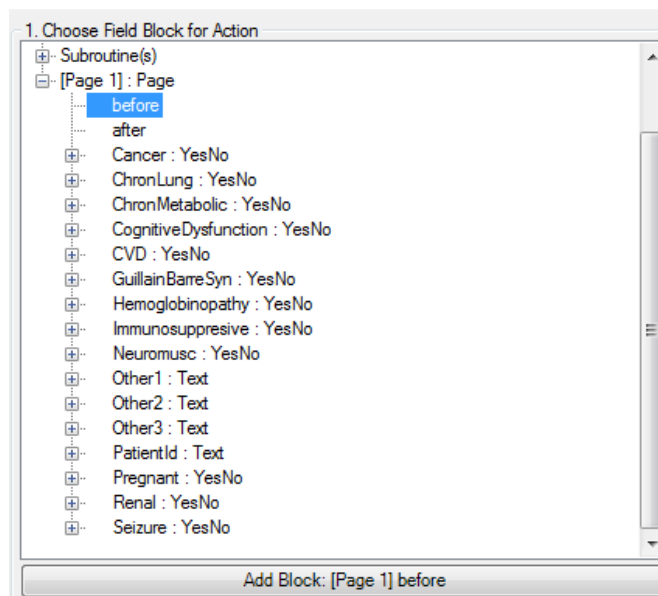 1. Choose Field Block for Action
Subroutine(s)
[Page 1] : Page
before
after
Cancer : YesNo
ChronLung : YesNo
ChronMetabolic : YesNo
CognitiveDysfunction : YesNo
CVD : YesNo
GuillainBarreSyn : YesNo
Hemoglobinopathy : YesNo
Immunosuppresive : YesNo
Neuromusc : YesNo
Other1 : Text
Other2 : Text
Other3 : Text
PatientId : Text
Pregnant : YesNo
Renal : YesNo
Seizure : YesNo
Add Block: [Page 1] before